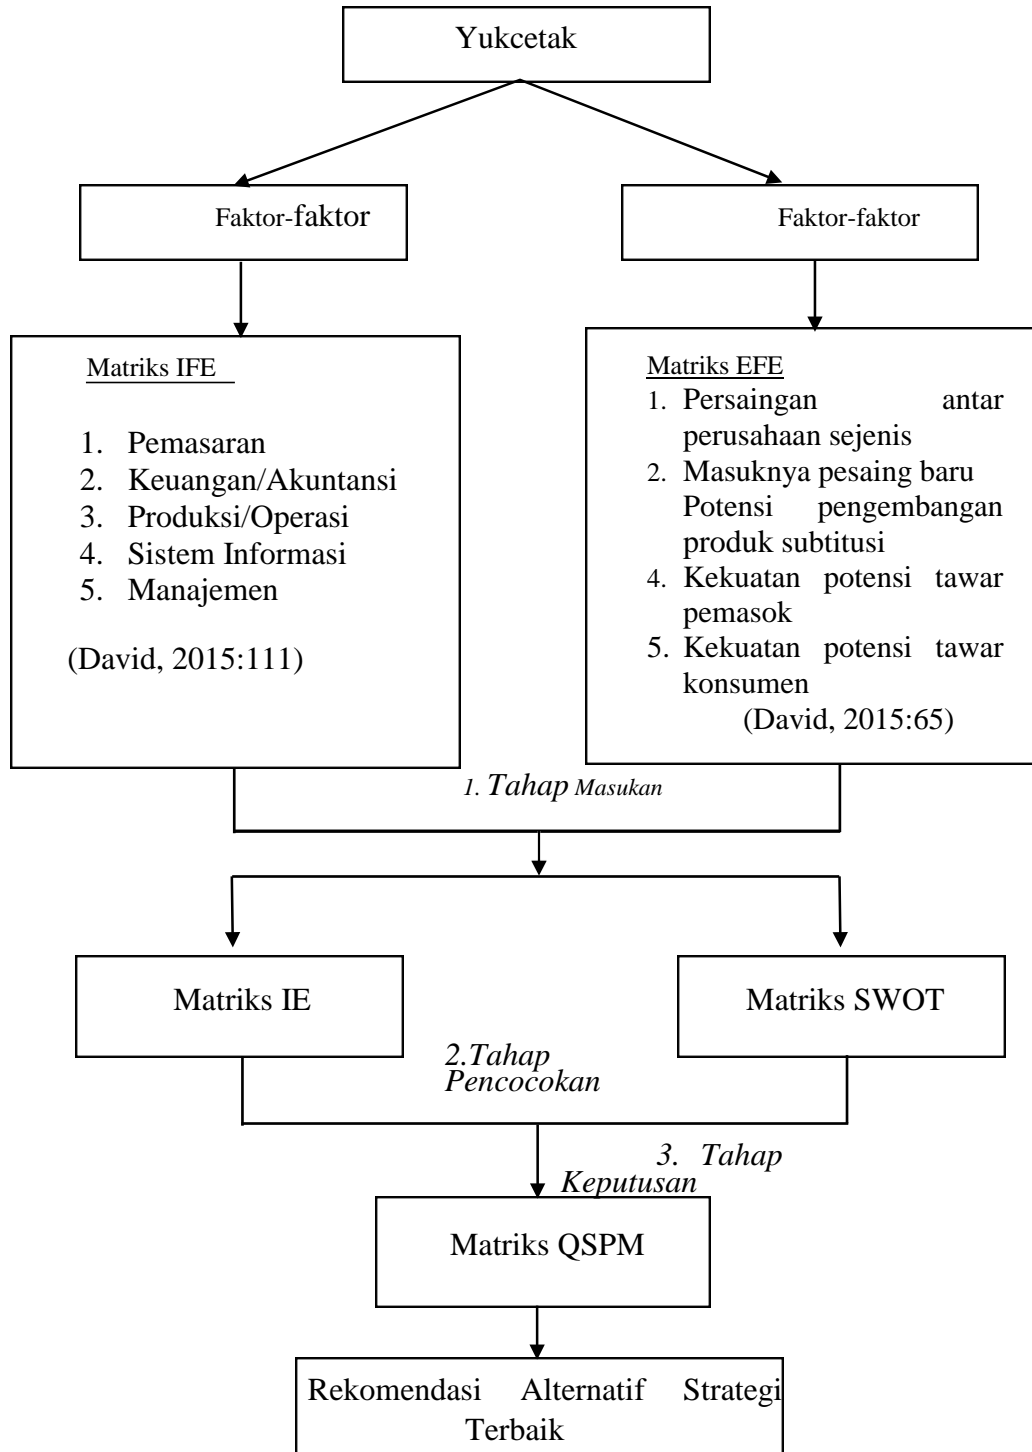 Yukcetak
Faktor-faktor
Faktor-faktor
Matriks IFE
1. Pemasaran
2. Keuangan/Akuntansi
3. Produksi/Operasi
4. Sistem Informasi
5. Manajemen
(David, 2015:111)
Matriks EFE
1. Persaingan antar
perusahaan sejenis
2. Masuknya pesaing baru
Potensi pengembangan
produk subtitusi
4. Kekuatan potensi tawar
pemasok
5. Kekuatan potensi tawar
konsumen
(David, 2015:65)
1. Tahap Masukan
Matriks IE
Matriks SWOT
2.Tahap
Pencocokan
3. Tahap
Keputusan
Matriks QSPM
Rekomendasi Alternatif Strategi
Terbaik